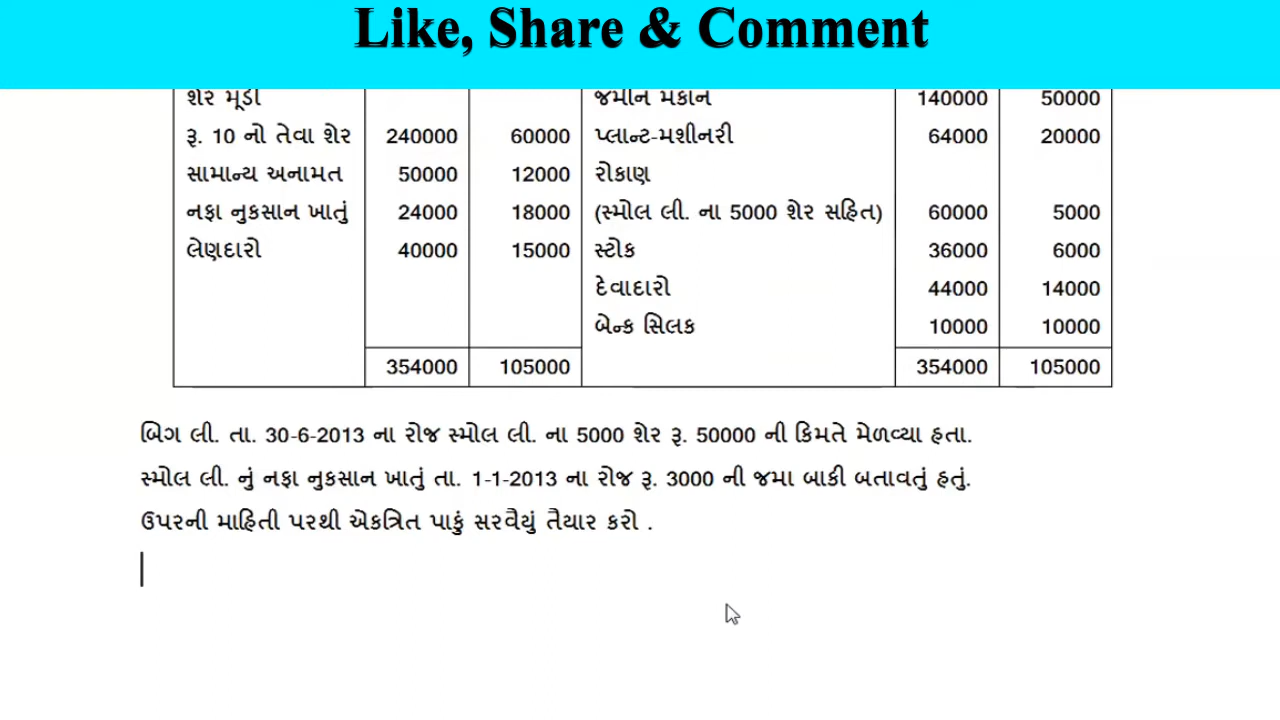 Like, Share & Comment
શેર મૂડી જમીન મકાન 140000 50000
રૂ. 10 નો તેવા શેર 240000 60000 પ્લાન્ટ-મશીનરી 64000 20000
સામાન્ય અનામત 50000 12000 રોકાણ
નફા નુકસાન ખાતું 24000 18000 (સ્મોલ લી. ના 5000 શેર સહિત) 60000 5000
લેણદારો 40000 15000 સ્ટોક 36000 6000
દેવાદારો 44000 14000
બેન્ક સિલક 10000 10000
354000 105000 354000 105000
બિગ લી. તા. 30-6-2013 ના રોજ સ્મોલ લી. ના 5000 શેર રૂ. 50000 ની કિમતે મેળવ્યા હતા.
સ્મોલ લી. નું નફા નુકસાન ખાતું તા. 1-1-2013 ના રોજ રૂ. 3000 ની જમા બાકી બતાવતું હતું.
ઉપરની માહિતી પરથી એકત્રિત પાકું સરવૈયું તૈયાર કરો .